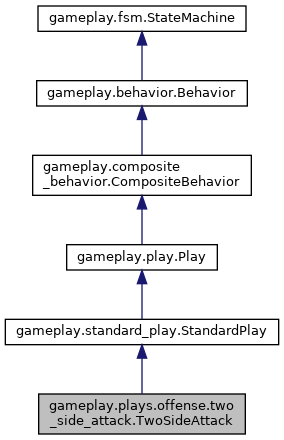 gameplay.fsm.StateMachine
gameplay.behavior.Behavior
gameplay.composite
_behavior.CompositeBehavior
gameplay.play.Play
gameplay.standard_play.StandardPlay
gameplay.plays.offense.two
_side_attack.TwoSideAttack